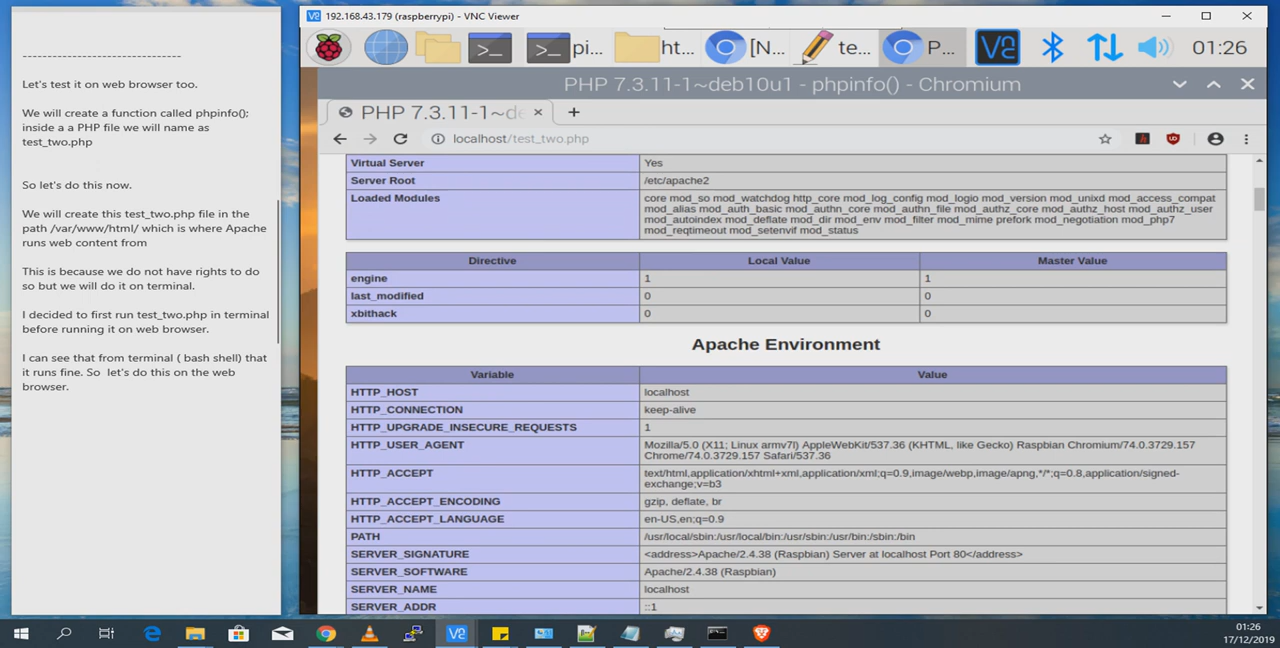 --------------------------------
Let's test it on web browser too.
We will create a function called phpinfo();
inside a a PHP file we will name as
test_two.php
So let's do this now.
We will create this test_two.php file in the
path /var/www/html/ which is where Apache
runs web content from
This is because we do not have rights to do
so but we will do it on terminal.
I decided to first run test_two.php in terminal
before running it on web browser.
I can see that from terminal ( bash shell) that
it runs fine. So  let's do this on the web
browser.
192.168.43.179 (raspberrypi) - VNC Viewer
pi... ht... [N... te... P... 01:26
PHP 7.3.11-1~deb10u1 - phpinfo() - Chromium
PHP 7.3.11-1~de
localhost/test_two.php
Virtual Server Yes
Server Root /etc/apache2
Loaded Modules core mod_so mod_watchdog http_core mod_log_config mod_logio mod_version mod_unixd mod_access_compat
mod_alias mod_auth_basic mod_authn_core mod_authn_file mod_authz_core mod_authz_host mod_authz_user
mod_autoindex mod_deflate mod_dir mod_env mod_filter mod_mime prefork mod_negotiation mod_php7
mod_reqtimeout mod_setenvif mod_status
Directive Local Value Master Value
engine 1 1
last_modified 0 0
xbithack 0 0
Apache Environment
Variable Value
HTTP_HOST localhost
HTTP_CONNECTION keep-alive
HTTP_UPGRADE_INSECURE_REQUESTS 1
HTTP_USER_AGENT Mozilla/5.0 (X11; Linux armv7l) AppleWebKit/537.36 (KHTML, like Gecko) Raspbian Chromium/74.0.3729.157
Chrome/74.0.3729.157 Safari/537.36
HTTP_ACCEPT text/html,application/xhtml+xml,application/xml;q=0.9,image/webp,image/apng,*/*;q=0.8,application/signed-
exchange;v=b3
HTTP_ACCEPT_ENCODING gzip, deflate, br
HTTP_ACCEPT_LANGUAGE en-US,en;q=0.9
PATH /usr/local/sbin:/usr/local/bin:/usr/sbin:/usr/bin:/sbin:/bin
SERVER_SIGNATURE <address>Apache/2.4.38 (Raspbian) Server at localhost Port 80</address>
SERVER_SOFTWARE Apache/2.4.38 (Raspbian)
SERVER_NAME localhost
SERVER_ADDR ::1
01:26
17/12/2019